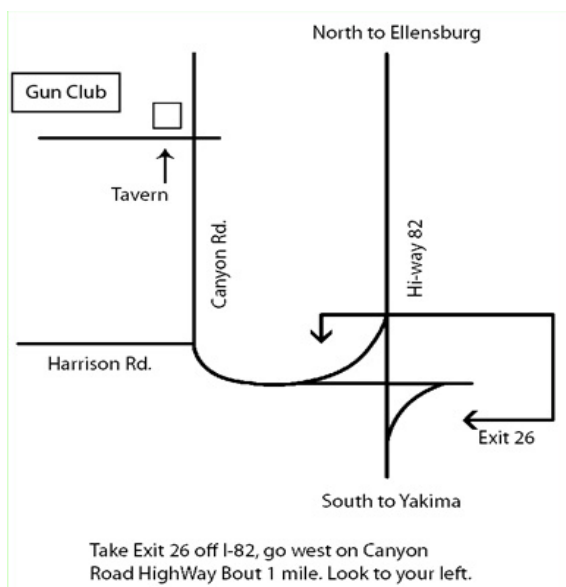 North to Ellensburg
Gun Club
Tavern
Canyon Rd.
Hi-way 82
Harrison Rd.
Exit 26
South to Yakima
Take Exit 26 off I-82, go west on Canyon
Road HighWay Bout 1 mile. Look to your left.